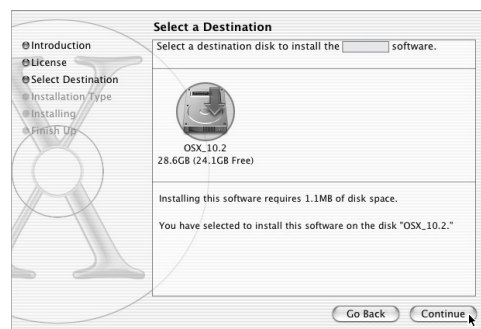 Select a Destination
Introduction
License
Select Destination
Installation Type
Installing
Finish Up
Select a destination disk to install the software.
OSX_10.2
28.6GB (24.1GB Free)
Installing this software requires 1.1MB of disk space.
You have selected to install this software on the disk "OSX_10.2."
Go Back
Continue